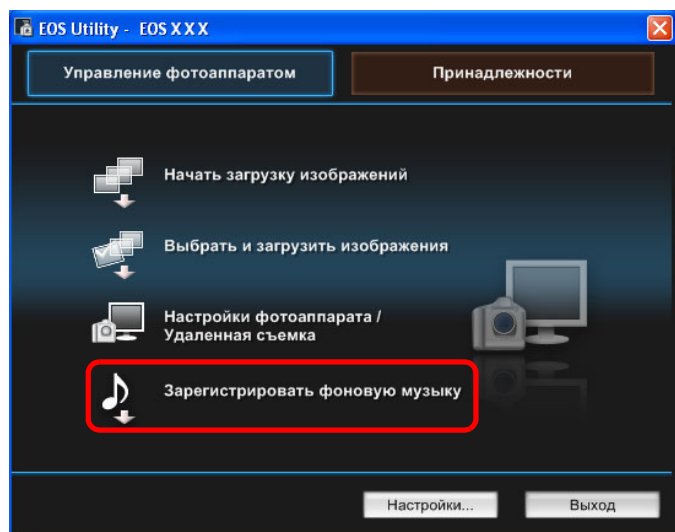 EOS Utility - EOS X X X
Управление фотоаппаратом
Принадлежности
Начать загрузку изображений
Выбрать и загрузить изображения
Настройки фотоаппарата /
Удаленная съемка
Зарегистрировать фоновую музыку
Настройки...
Выход